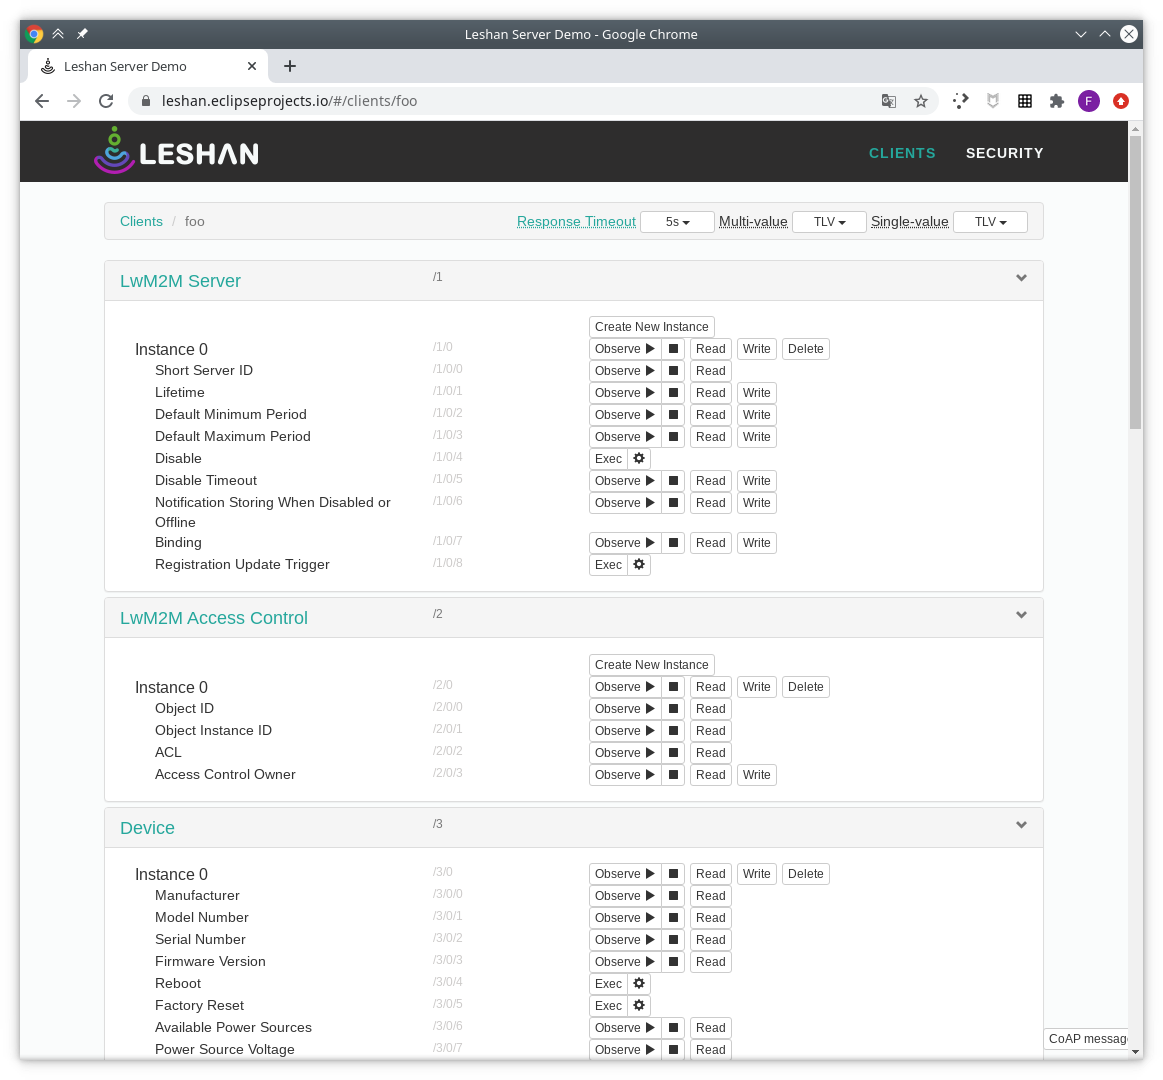 Leshan Server Demo - Google Chrome
Leshan Server Demo
leshan.eclipseprojects.io/#/clients/foo
F
LESHAN CLIENTS SECURITY
Clients / foo Response Timeout 5s Multi-value TLV Single-value TLV
LwM2M Server /1
Create New Instance
Instance 0 /1/0 Observe Read Write Delete
Short Server ID /1/0/0 Observe Read
Lifetime /1/0/1 Observe Read Write
Default Minimum Period /1/0/2 Observe Read Write
Default Maximum Period /1/0/3 Observe Read Write
Disable /1/0/4 Exec
Disable Timeout /1/0/5 Observe Read Write
Notification Storing When Disabled or /1/0/6 Observe Read Write
Offline
Binding /1/0/7 Observe Read Write
Registration Update Trigger /1/0/8 Exec
LwM2M Access Control /2
Create New Instance
Instance 0 /2/0 Observe Read Write Delete
Object ID /2/0/0 Observe Read
Object Instance ID /2/0/1 Observe Read
ACL /2/0/2 Observe Read
Access Control Owner /2/0/3 Observe Read Write
Device /3
Instance 0 /3/0 Observe Read Write Delete
Manufacturer /3/0/0 Observe Read
Model Number /3/0/1 Observe Read
Serial Number /3/0/2 Observe Read
Firmware Version /3/0/3 Observe Read
Reboot /3/0/4 Exec
Factory Reset /3/0/5 Exec
Available Power Sources /3/0/6 Observe Read
CoAP messag
Power Source Voltage /3/0/7 Observe Read